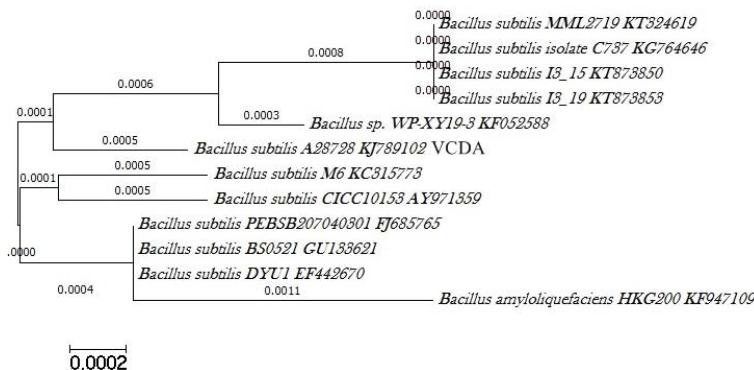 0.0000
Bacillus subtilis MML2719 KT324619
0.0000
Bacillus subtilis isolate C737 KG764646
0.0008
0.0000
Bacillus subtilis I3_15 KT873850
0.0006
0.0000
Bacillus subtilis I3_19 KT873853
0.0001
0.0003
Bacillus sp. WP-XY19-3 KF052588
0.0005
Bacillus subtilis A28728 KJ789102 VCDA
0.0005
Bacillus subtilis M6 KC315773
0.0001
0.0005
Bacillus subtilis CICC10153 AY971359
Bacillus subtilis PEBSB207040301 FJ685765
.0000
Bacillus subtilis BS0521 GU133621
Bacillus subtilis DYU1 EF442670
0.0004
0.0011
Bacillus amyloliquefaciens HKG200 KF947109
0.0002